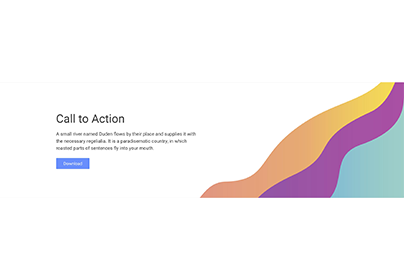 Call to Action
A small river named Duden flows by their place and supplies it with
the necessary regelialia. It is a paradisematic country, in which
roasted parts of sentences fly into your mouth
Download